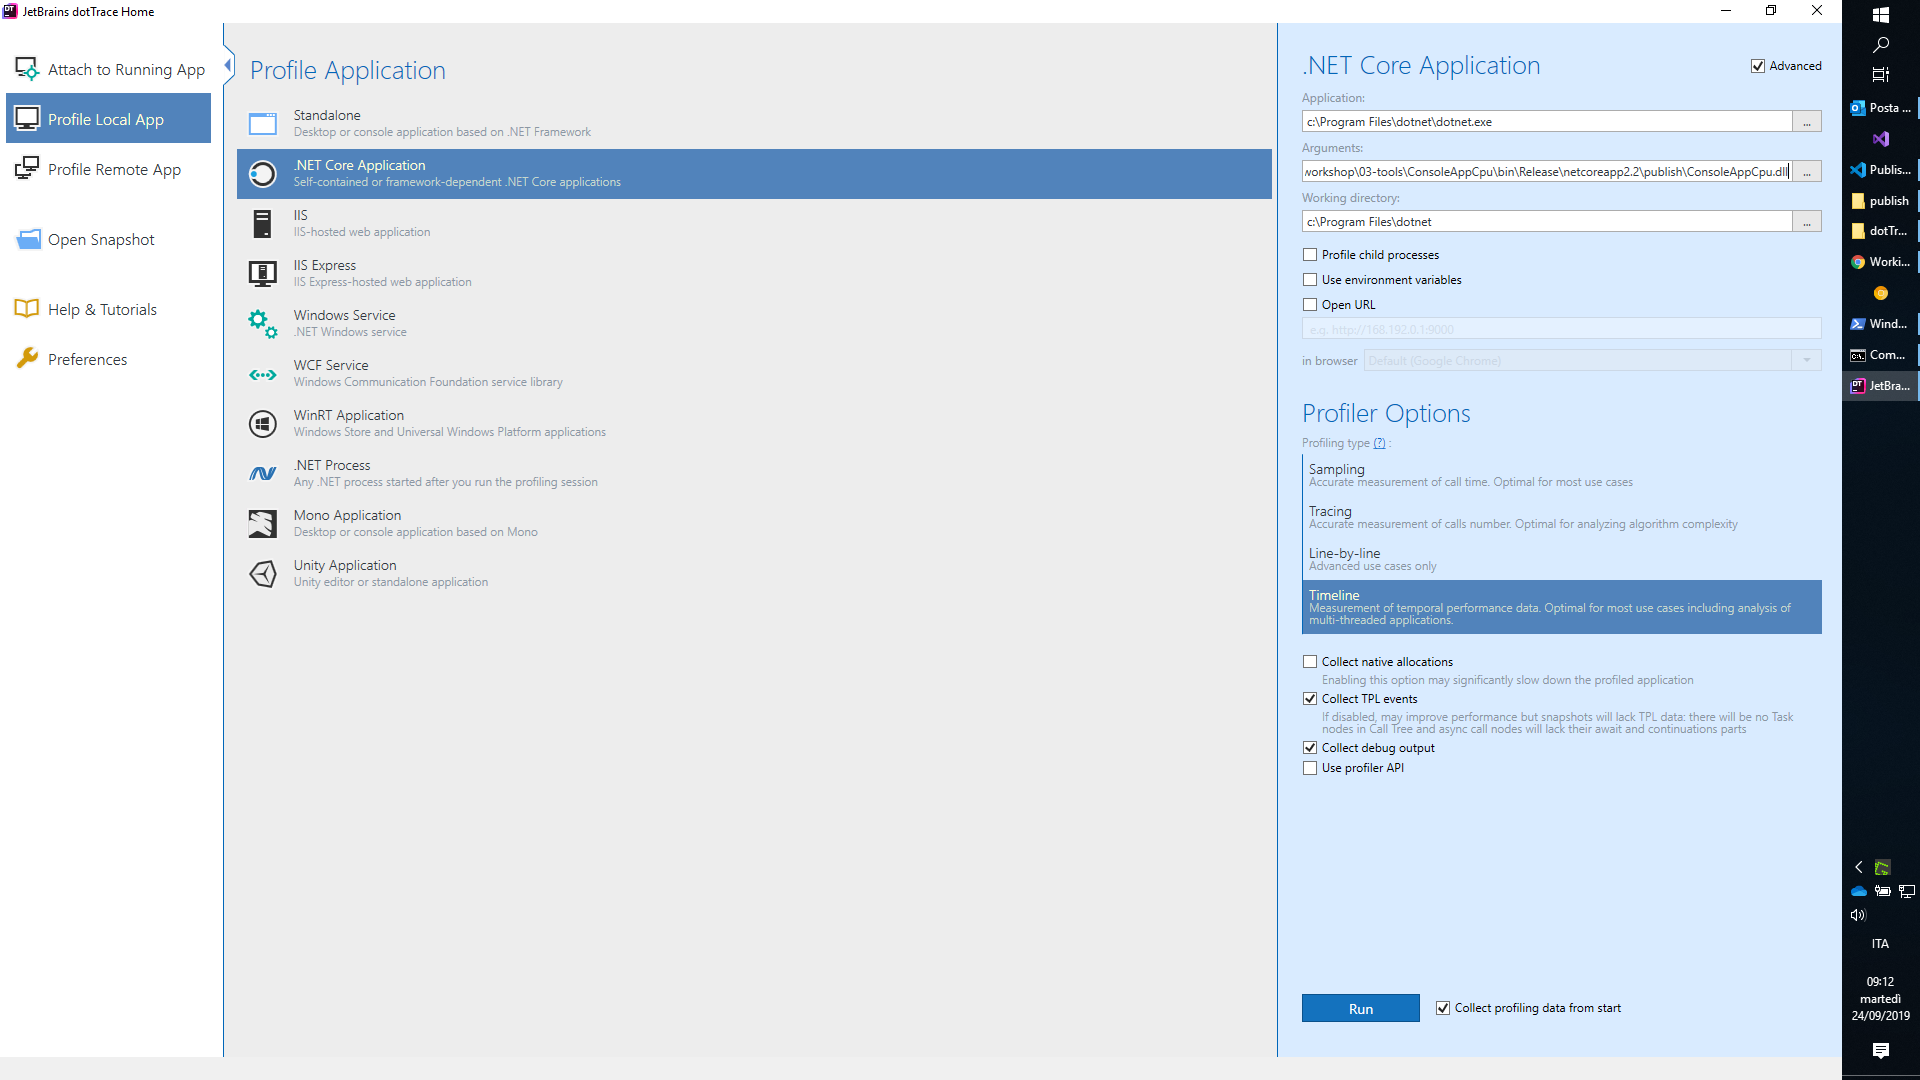 JetBrains dotTrace Home
Attach to Running App
Profile Local App
Profile Remote App
Open Snapshot
Help & Tutorials
Preferences
Profile Application
Standalone
Desktop or console application based on .NET Framework
.NET Core Application
Self-contained or framework-dependent .NET Core applications
IIS
IIS-hosted web application
IIS Express
IIS Express-hosted web application
Windows Service
.NET Windows service
WCF Service
Windows Communication Foundation service library
WinRT Application
Windows Store and Universal Windows Platform applications
.NET Process
Any .NET process started after you run the profiling session
Mono Application
Desktop or console application based on Mono
Unity Application
Unity editor or standalone application
.NET Core Application
Advanced
Application:
c:\Program Files\dotnet\dotnet.exe
...
Arguments:
workshop\03-tools\ConsoleAppCpu\bin\Release\netcoreapp2.2\publish\ConsoleAppCpu.dll
...
Working directory:
c:\Program Files\dotnet
...
Profile child processes
Use environment variables
Open URL
e.q. http://168.192.0.1:9000
in browser
Default (Google Chrome)
Profiler Options
Profiling type (?) :
Sampling
Accurate measurement of call time. Optimal for most use cases
Tracing
Accurate measurement of calls number. Optimal for analyzing algorithm complexity
Line-by-line
Advanced use cases only
Timeline
Measurement of temporal performance data. Optimal for most use cases including analysis of
multi-threaded applications.
Collect native allocations
Enabling this option may significantly slow down the profiled application
Collect TPL events
If disabled, may improve performance but snapshots will lack TPL data: there will be no Task
nodes in Call Tree and async call nodes will lack their await and continuations parts
Collect debug output
Use profiler API
Run
Collect profiling data from start
Posta ...
Publis...
publish
dotTr...
Worki...
Wind...
Com...
JetBra...
ITA
09:12
martedì
24/09/2019